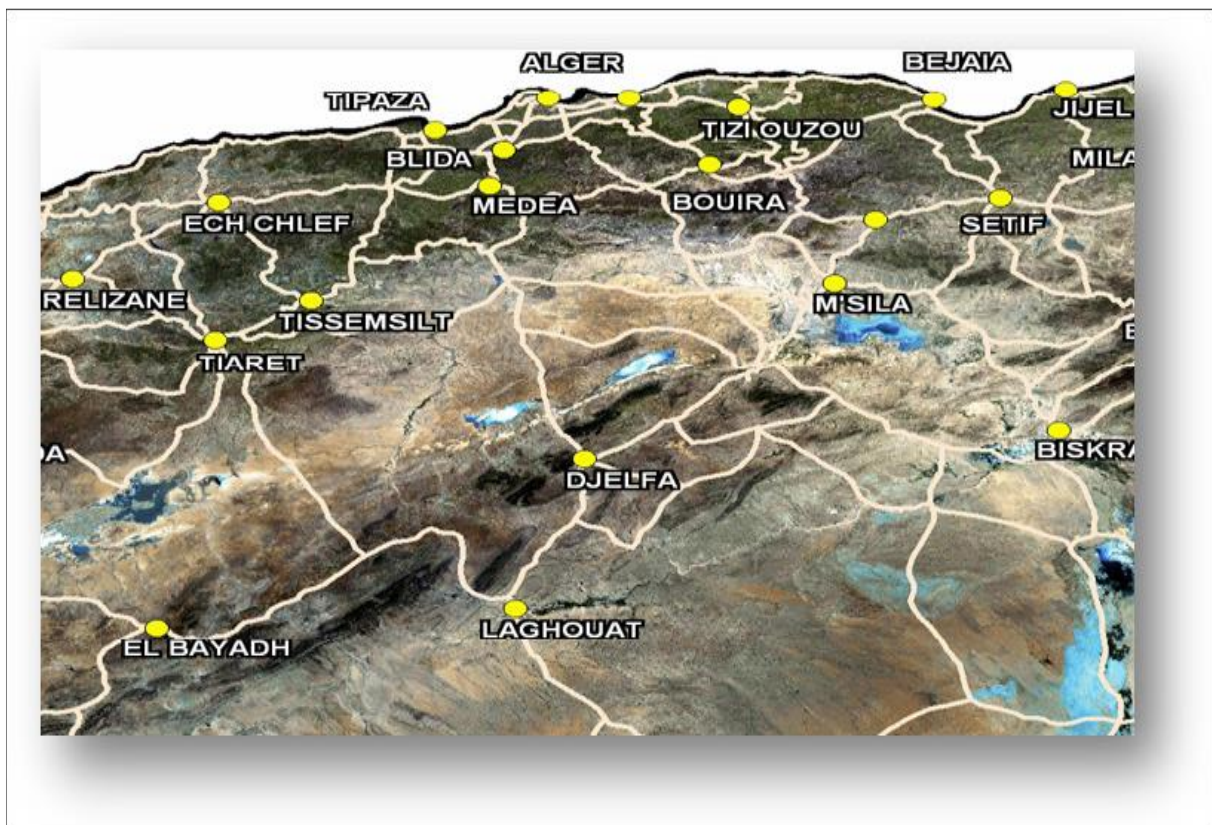 ALGER
BEJAIA
TIPAZA
JIJEL
TIZI OUZOU
BLIDA
MILA
MEDEA
BOUIRA
ECH CHLEF
SETIF
RELIZANE
M'SILA
TISSEMSILT
TIARET
BISKRA
DA
DJELFA
LAGHOUAT
EL BAYADH